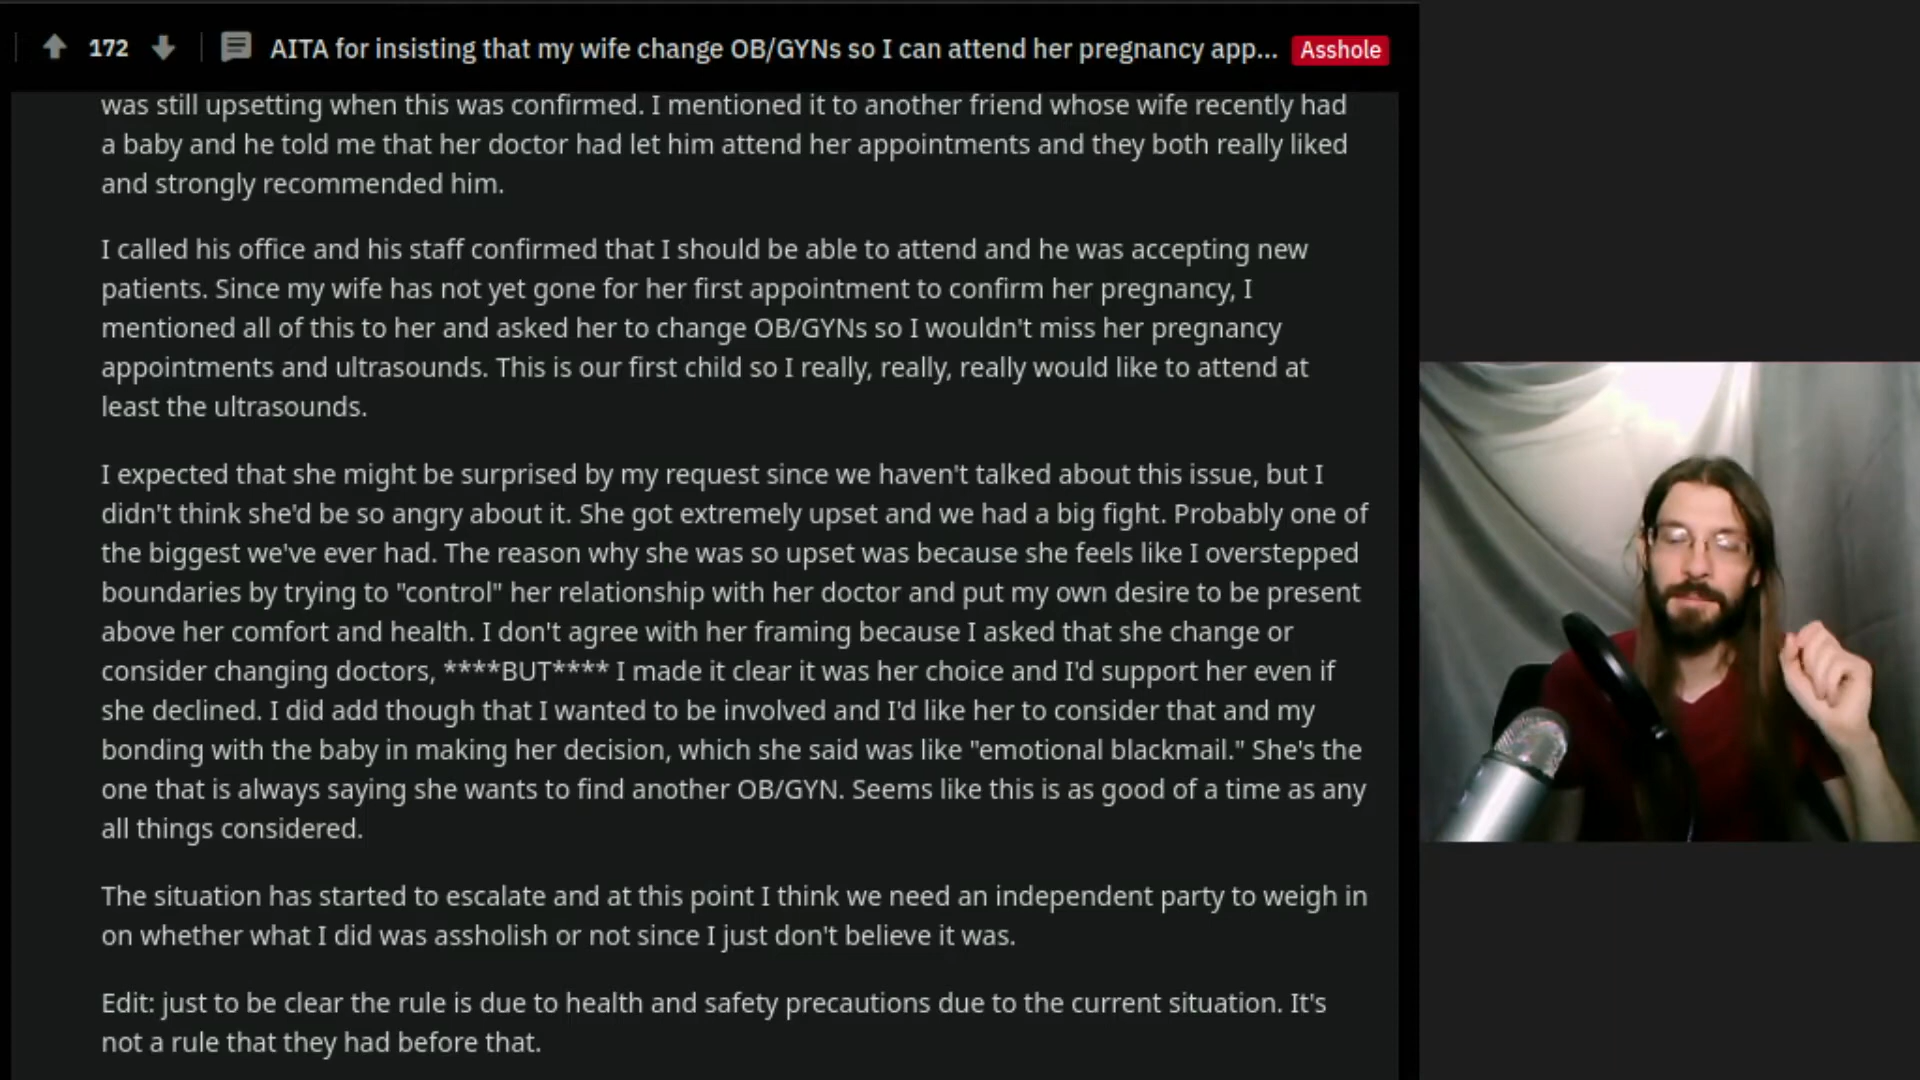 172 AITA for insisting that my wife change OB/GYNs so I can attend her pregnancy app... Asshole
was still upsetting when this was confirmed. I mentioned it to another friend whose wife recently had
a baby and he told me that her doctor had let him attend her appointments and they both really liked
and strongly recommended him.
I called his office and his staff confirmed that I should be able to attend and he was accepting new
patients. Since my wife has not yet gone for her first appointment to confirm her pregnancy, I
mentioned all of this to her and asked her to change OB/GYNs so I wouldn't miss her pregnancy
appointments and ultrasounds. This is our first child so I really, really, really would like to attend at
least the ultrasounds.
I expected that she might be surprised by my request since we haven't talked about this issue, but I
didn't think she'd be so angry about it. She got extremely upset and we had a big fight. Probably one of
the biggest we've ever had. The reason why she was so upset was because she feels like I overstepped
boundaries by trying to "control" her relationship with her doctor and put my own desire to be present
above her comfort and health. I don't agree with her framing because I asked that she change or
consider changing doctors, ****BUT**** I made it clear it was her choice and I'd support her even if
she declined. I did add though that I wanted to be involved and I'd like her to consider that and my
bonding with the baby in making her decision, which she said was like "emotional blackmail." She's the
one that is always saying she wants to find another OB/GYN. Seems like this is as good of a time as any
all things considered.
The situation has started to escalate and at this point I think we need an independent party to weigh in
on whether what I did was assholish or not since I just don't believe it was.
Edit: just to be clear the rule is due to health and safety precautions due to the current situation. It's
not a rule that they had before that.